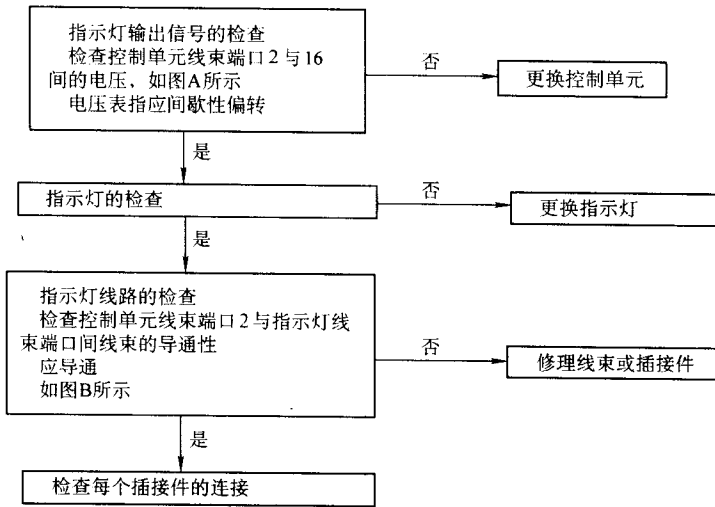 指示灯输出信号的检查
检查控制单元线束端口2与16
间的电压，如图A所示
电压表指应间歇性偏转
否
更换控制单元
是
指示灯的检查
否
更换指示灯
是
指示灯线路的检查
检查控制单元线束端口2与指示灯线
束端口间线束的导通性
应导通
如图B所示
否
修理线束或插接件
是
检查每个插接件的连接